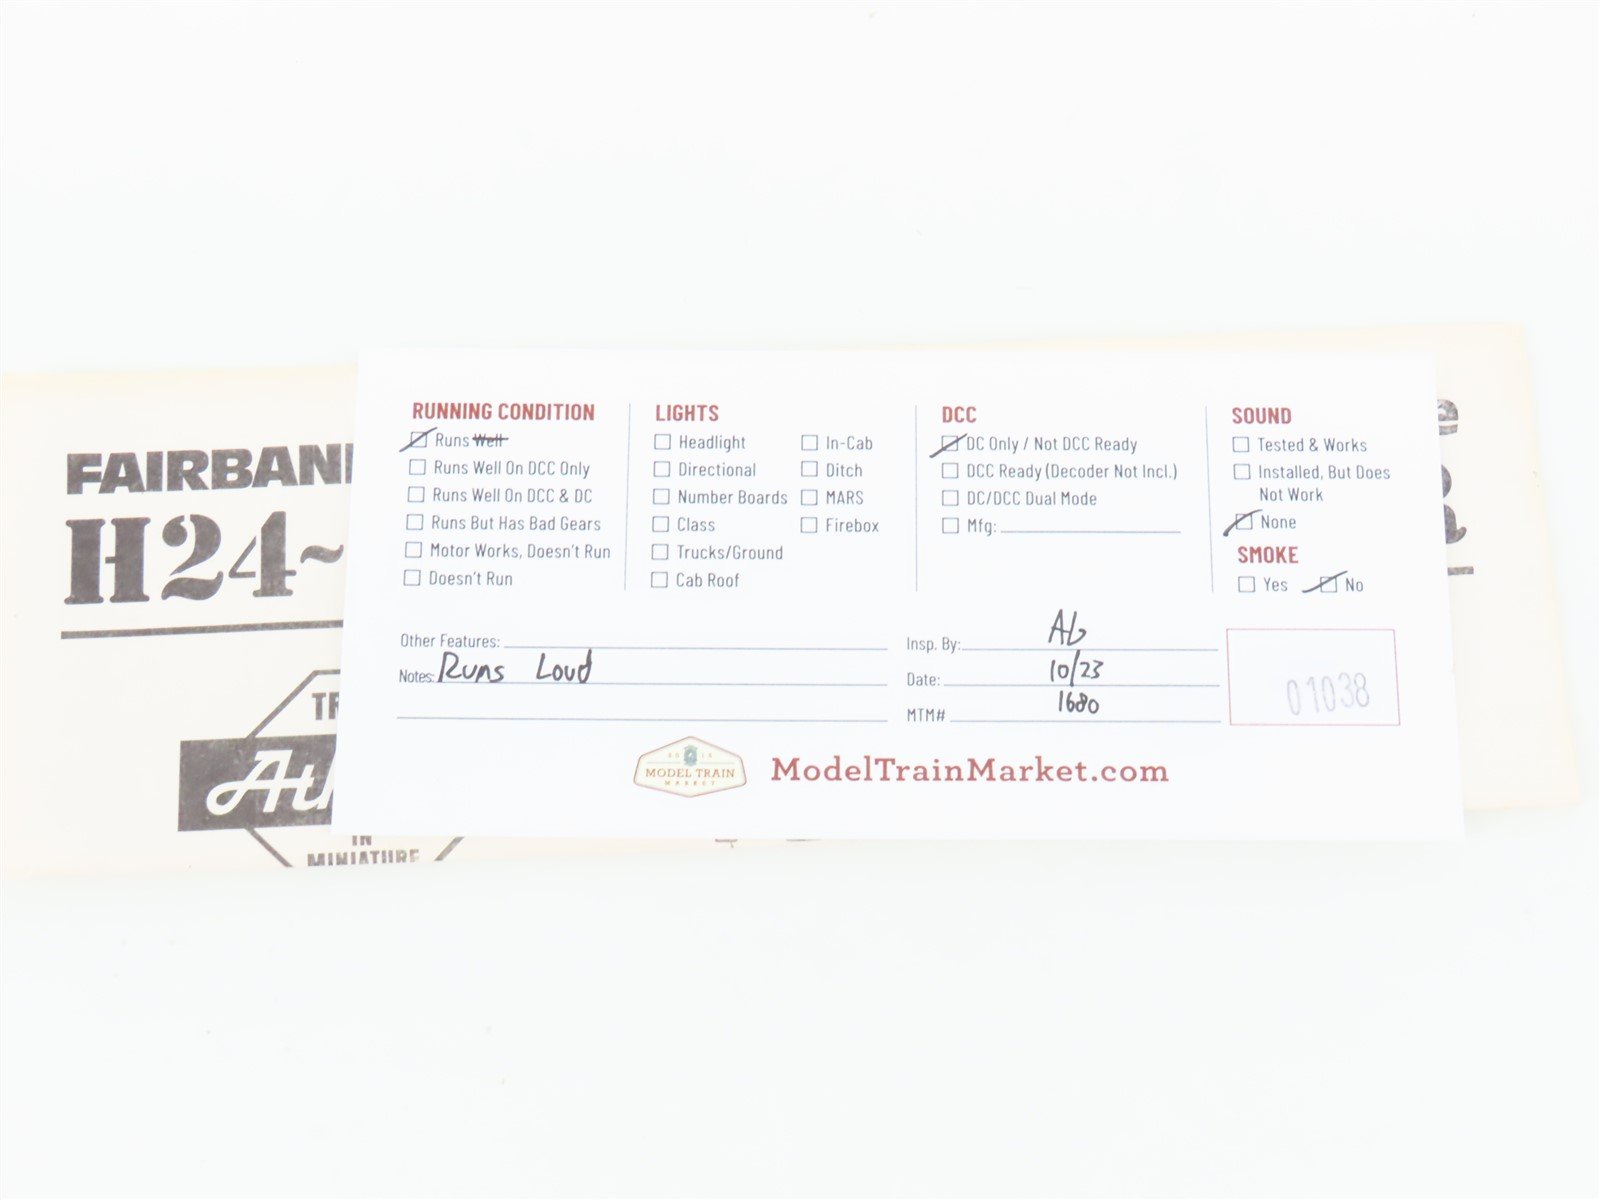 FAIRBAN
H24~
TR
Ath
IN
MINIATURE
e
RUNNING CONDITION
Runs Well
Runs Well On DCC Only
Runs Well On DCC & DC
Runs But Has Bad Gears
Motor Works, Doesn't Run
Doesn't Run
LIGHTS
Headlight
Directional
Number Boards
Class
Trucks/Ground
Cab Roof
In-Cab
Ditch
MARS
Firebox
DCC
DC Only / Not DCC Ready
DCC Ready (Decoder Not Incl.)
DC/DCC Dual Mode
Mfg:
SOUND
Tested & Works
Installed, But Does
Not Work
None
SMOKE
Yes No
Other Features:
Notes: Runs Loud
Insp. By:
Date: 10/23
MTM# 1680
01038
MODEL TRAIN
MARKET
ModelTrainMarket.com